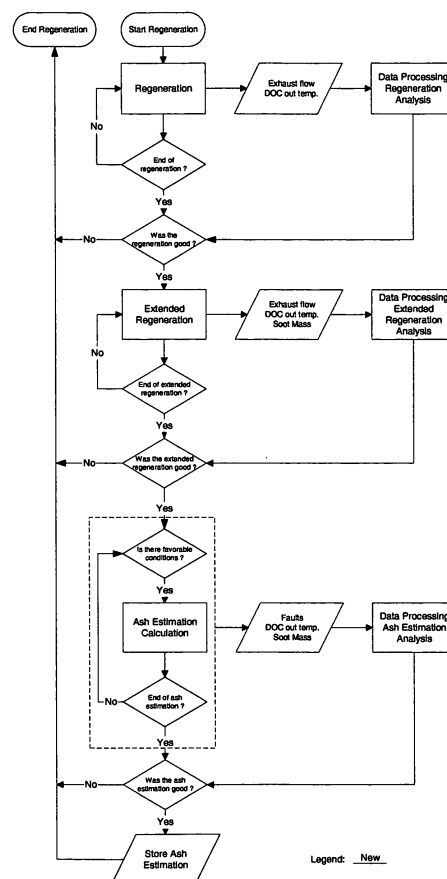 End Regeneration
Start Regeneration
Regeneration
Exhaust flow
DOC out temp.
Data Processing
Regeneration
Analysis
No
End of
regeneration ?
Yes
No
Was the
regeneration good ?
Yes
Extended
Regeneration
Exhaust flow
DOC out temp.
Soot Mass
Data Processing
Extended
Regeneration
Analysis
No
End of extended
regeneration ?
Yes
No
Was the extended
regeneration good ?
Yes
Is there favorable
conditions ?
Yes
Ash Estimation
Calculation
Faults
DOC out temp.
Soot Mass
Data Processing
Ash Estimation
Analysis
No
End of ash
estimation ?
Yes
No
Was the ash
estimation good ?
Yes
Store Ash
Estimation
Legend: New